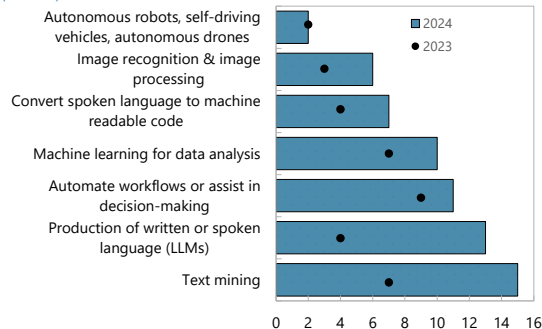 Autonomous robots, self-driving
vehicles, autonomous drones
Image recognition & image
processing
Convert spoken language to machine
readable code
Machine learning for data analysis
Automate workflows or assist in
decision-making
Production of written or spoken
language (LLMs)
Text mining
2024
2023
0 2 4 6 8 10 12 14 16